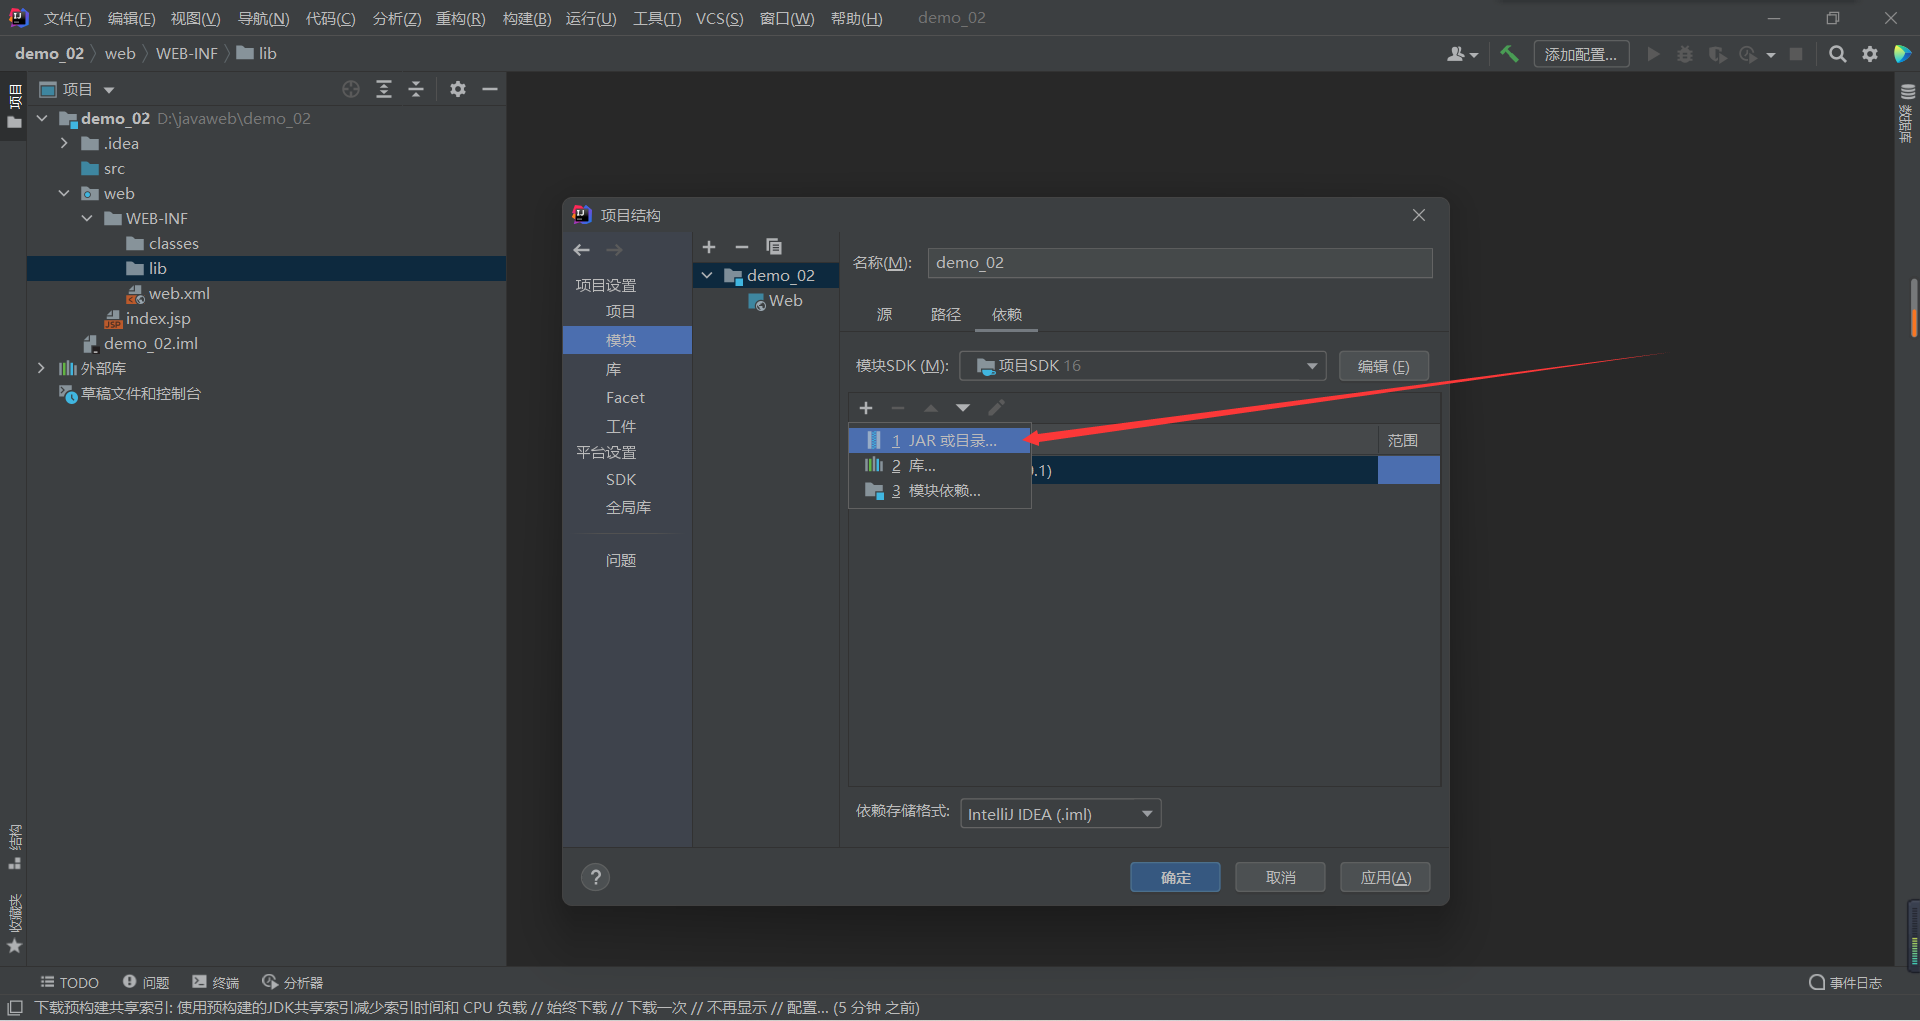 文件(F) 编辑(E) 视图(V) 导航(N) 代码(C) 分析(Z) 重构(R) 构建(B) 运行(U) 工具(T) VCS(S) 窗口(W) 帮助(H) demo_02
demo_02 web WEB-INF lib
添加配置...
项目
项目
demo_02 D:\javaweb\demo_02
.idea
src
web
WEB-INF
classes
lib
web.xml
index.jsp
demo_02.iml
外部库
草稿文件和控制台
结构
收藏夹
数据库
项目结构
项目设置
项目
模块
库
Facet
工件
平台设置
SDK
全局库
问题
demo_02
Web
名称(M): demo_02
源 路径 依赖
模块SDK (M): 项目SDK 16 编辑 (E)
范围
1 JAR 或目录...
2 库...
3 模块依赖...
.1)
依赖存储格式: IntelliJ IDEA (.iml)
? 确定 取消 应用(A)
TODO 问题 终端 分析器 事件日志
下载预构建共享索引: 使用预构建的JDK共享索引减少索引时间和 CPU 负载 // 始终下载 // 下载一次 // 不再显示 // 配置... (5 分钟 之前)